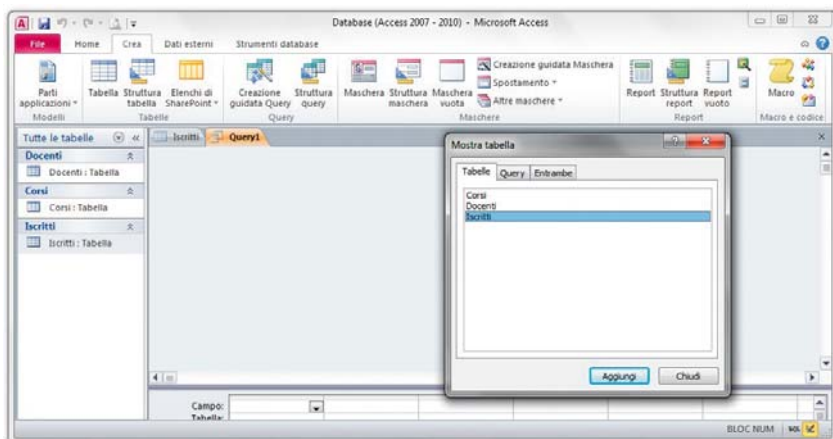 Database (Access 2007 - 2010) - Microsoft Access
File Home Crea Dati esterni Strumenti database
Parti applicazioni
Modelli
Tabella
Struttura tabella
Elenchi di SharePoint
Tabelle
Creazione guidata Query
Struttura query
Query
Maschera
Struttura maschera
Maschera vuota
Creazione guidata Maschera
Spostamento
Altre maschere
Maschere
Report
Struttura report
Report vuoto
Report
Macro
Macro e codice
Tutte le tabelle
Docenti
Docenti : Tabella
Corsi
Corsi : Tabella
Iscritti
Iscritti : Tabella
Iscritti Query1
Mostra tabella
Tabelle Query Entrambe
Corsi
Docenti
Iscritti
Aggiungi Chiudi
Campo:
Tabella:
BLOC NUM SQL